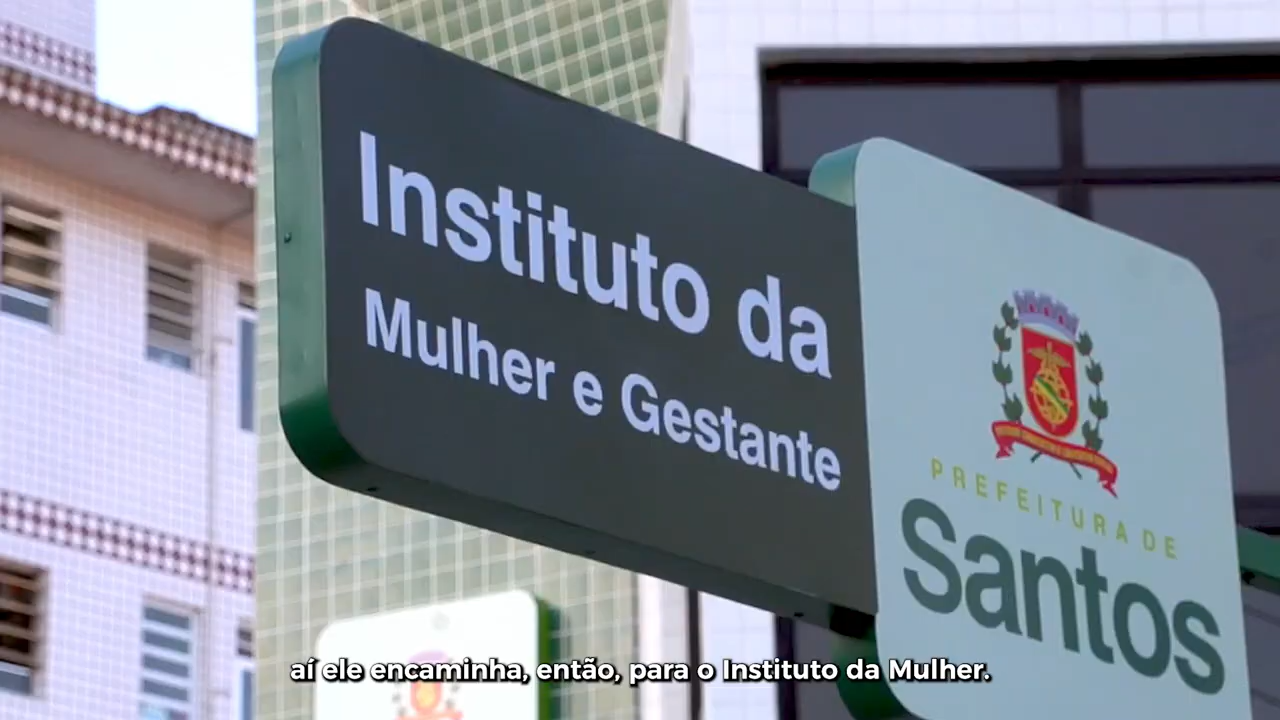 Instituto da
Mulher e Gestante
PREFEITURA DE
Santos
aí ele encaminha, então, para o Instituto da Mulher.